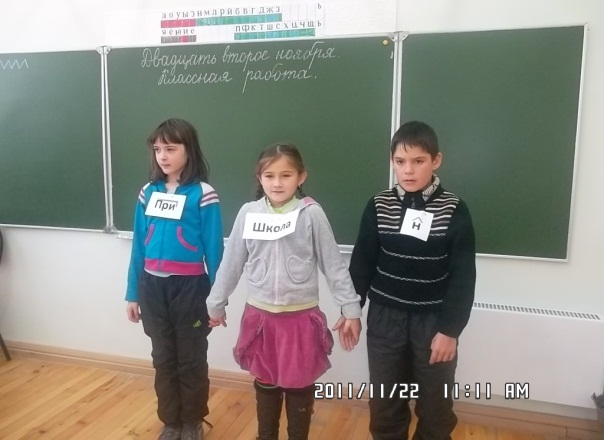 а о у ы э н м л р й б в г д ж з ь
я ё ю и е п ф к т ш с х ц ч щ ъ
Двадцать второе ноября.
Классная работа.
При
Школа
н
2011/11/22 11:11 AM